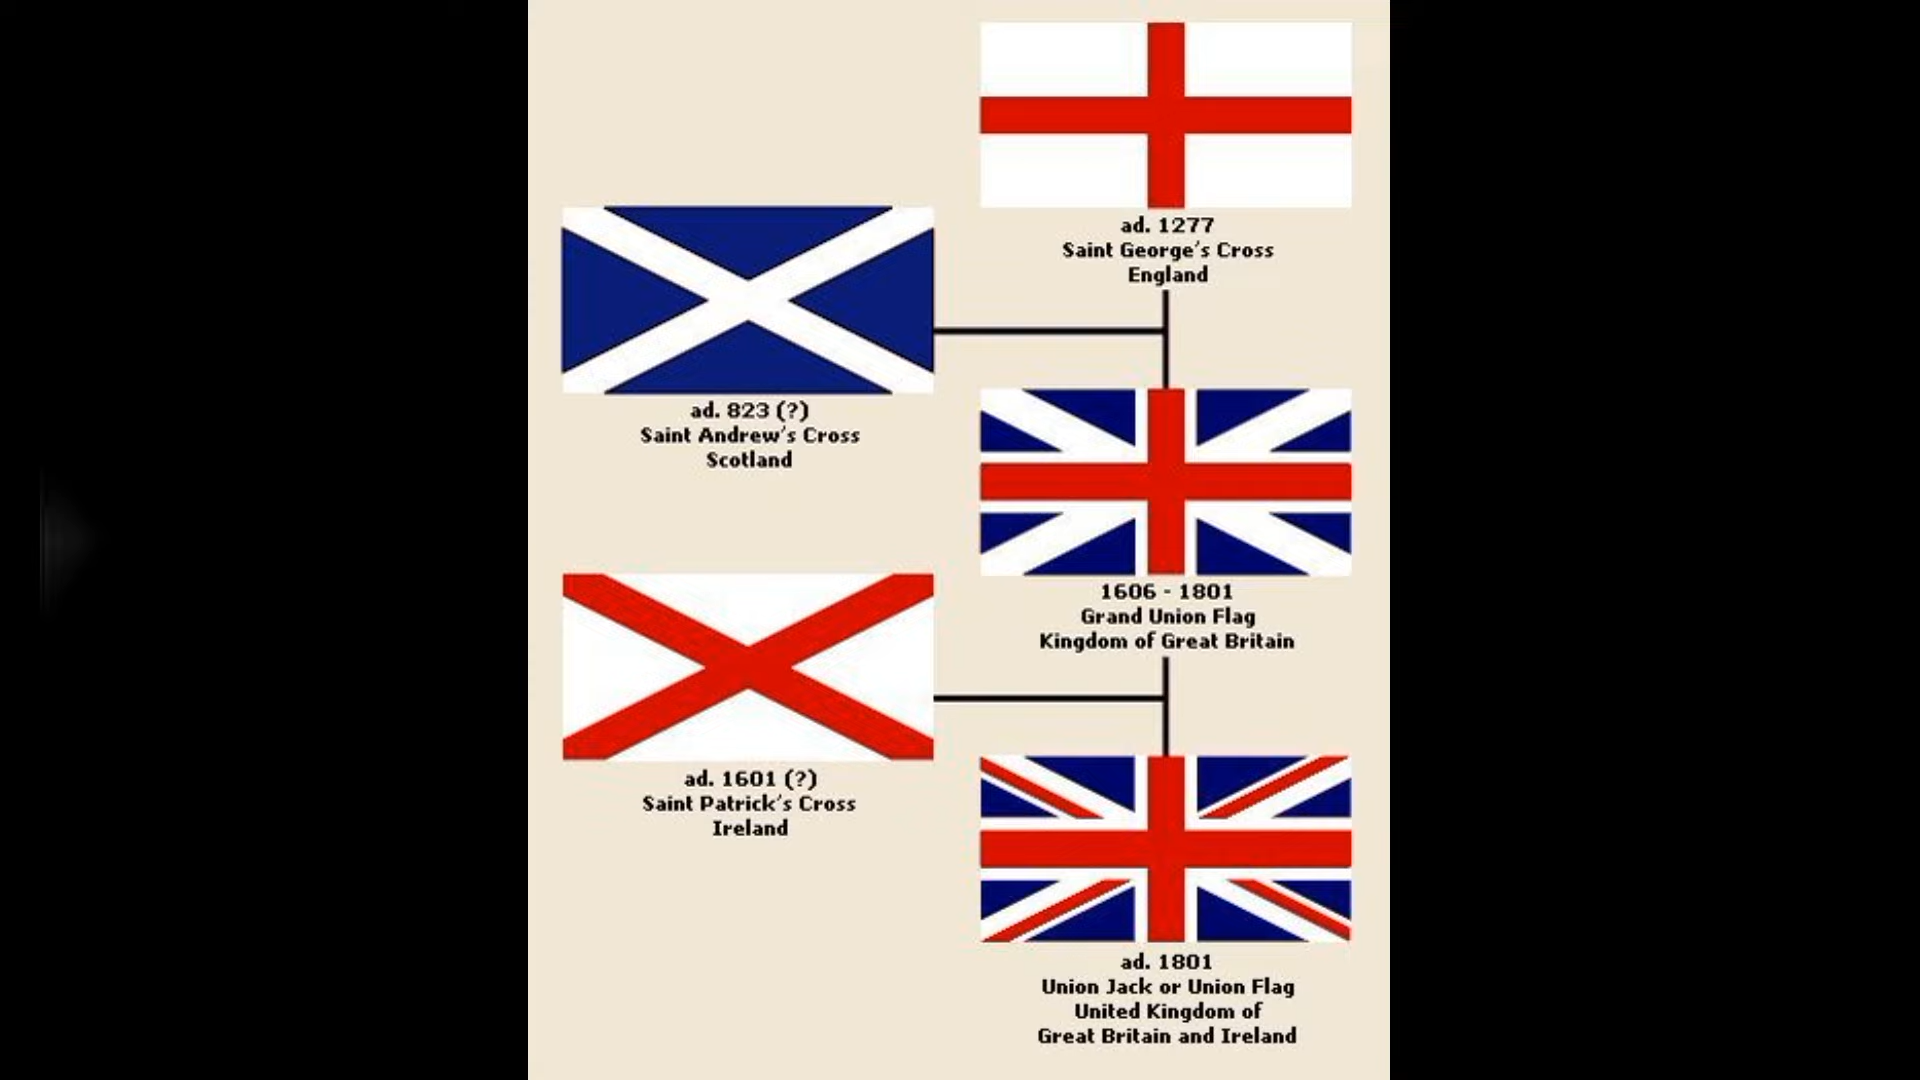 ad. 1277
Saint George's Cross
England
ad. 823 (?)
Saint Andrew's Cross
Scotland
1606 - 1801
Grand Union Flag
Kingdom of Great Britain
ad. 1601 (?)
Saint Patrick's Cross
Ireland
ad. 1801
Union Jack or Union Flag
United Kingdom of
Great Britain and Ireland